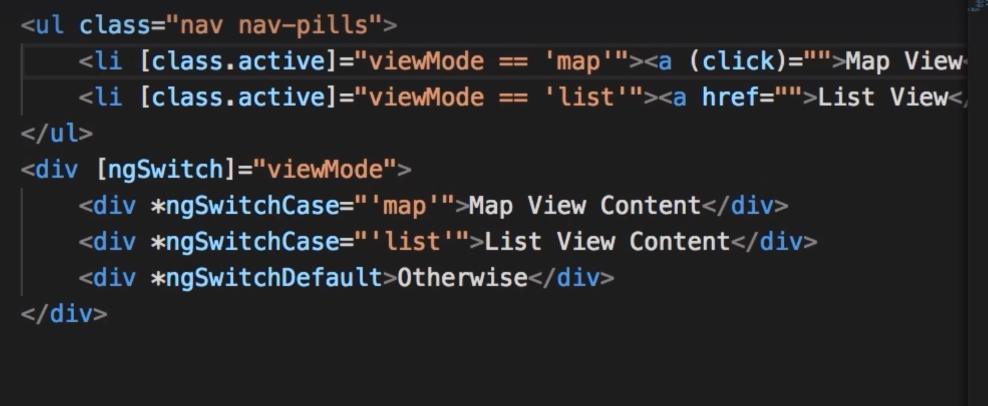 <ul class="nav nav-pills">
<li [class.active]="viewMode == 'map'"><a (click)="">Map View<
<li [class.active]="viewMode == 'list'"><a href="">List View</
</ul>
<div [ngSwitch]="viewMode">
<div *ngSwitchCase="'map'">Map View Content</div>
<div *ngSwitchCase="'list'">List View Content</div>
<div *ngSwitchDefault>Otherwise</div>
</div>